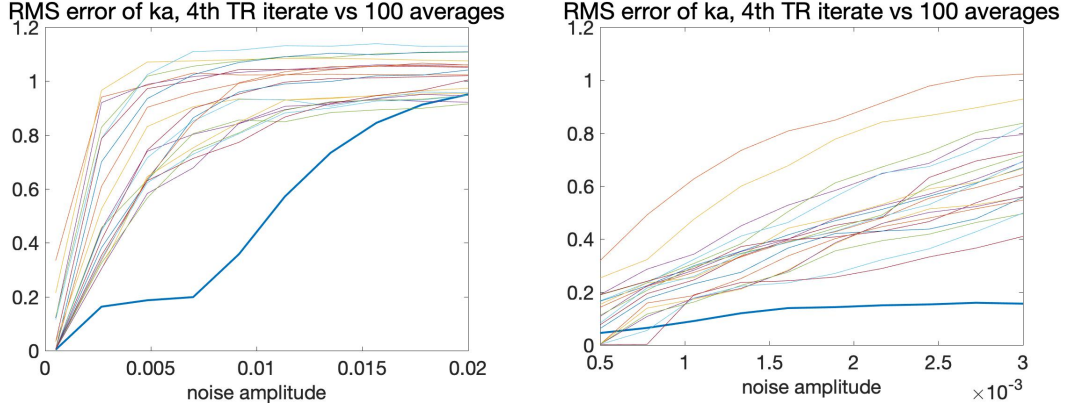 RMS error of ka, 4th TR iterate vs 100 averages
1.2
1
0.8
0.6
0.4
0.2
0
0 0.005 0.01 0.015 0.02
noise amplitude
RMS error of ka, 4th TR iterate vs 100 averages
1.2
1
0.8
0.6
0.4
0.2
0
0.5 1 1.5 2 2.5 3
noise amplitude ×10⁻³